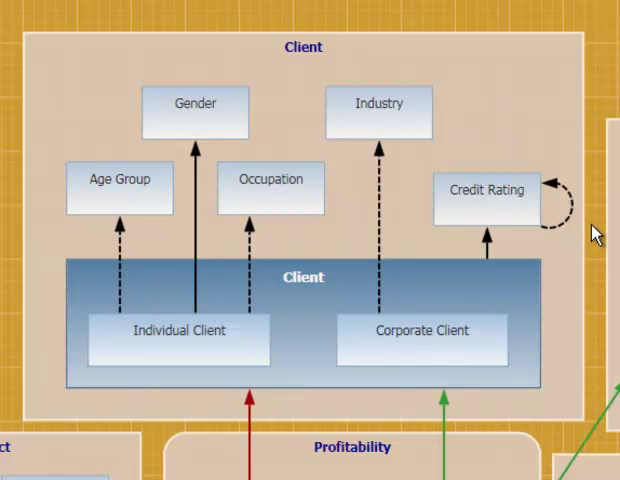 Client
Gender
Industry
Age Group
Occupation
Credit Rating
Client
Individual Client
Corporate Client
ct
Profitability